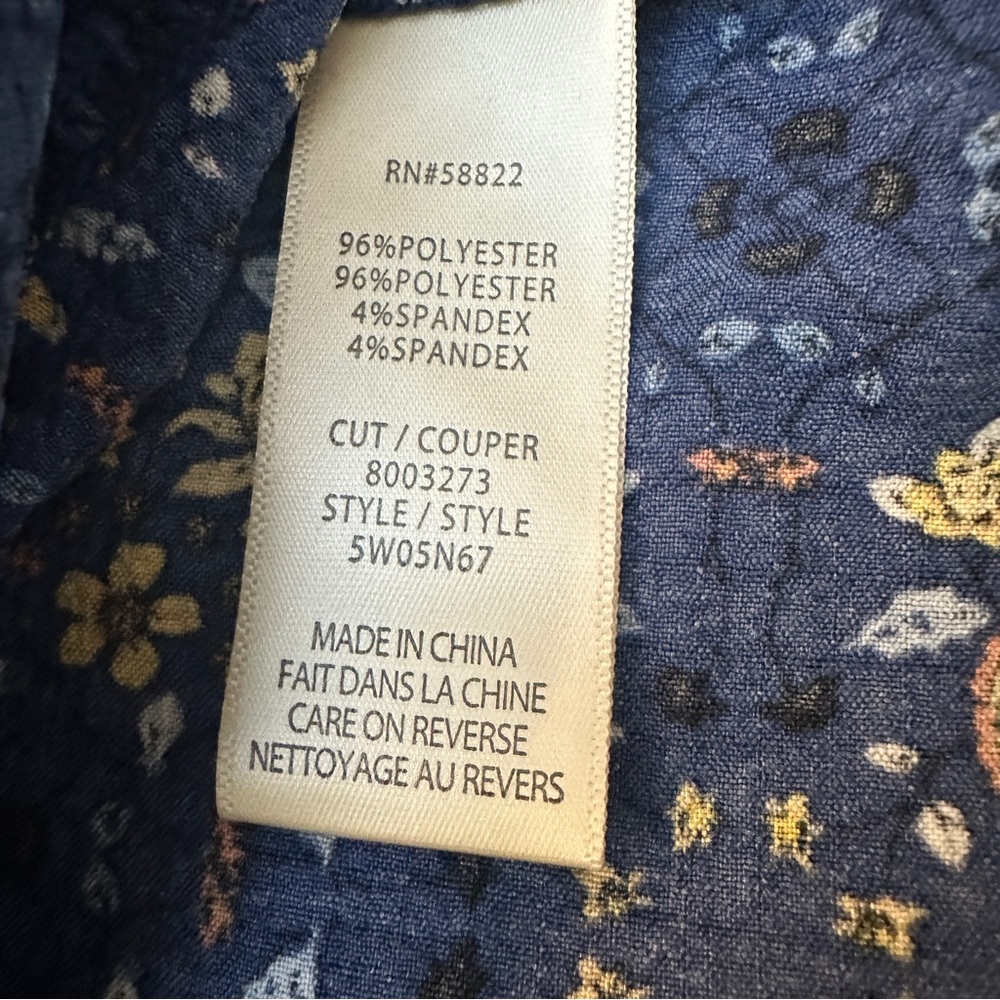 RN#58822
96%POLYESTER
96%POLYESTER
4%SPANDEX
4%SPANDEX
CUT / COUPER
8003273
STYLE / STYLE
5W05N67
MADE IN CHINA
FAIT DANS LA CHINE
CARE ON REVERSE
NETTOYAGE AU REVERS